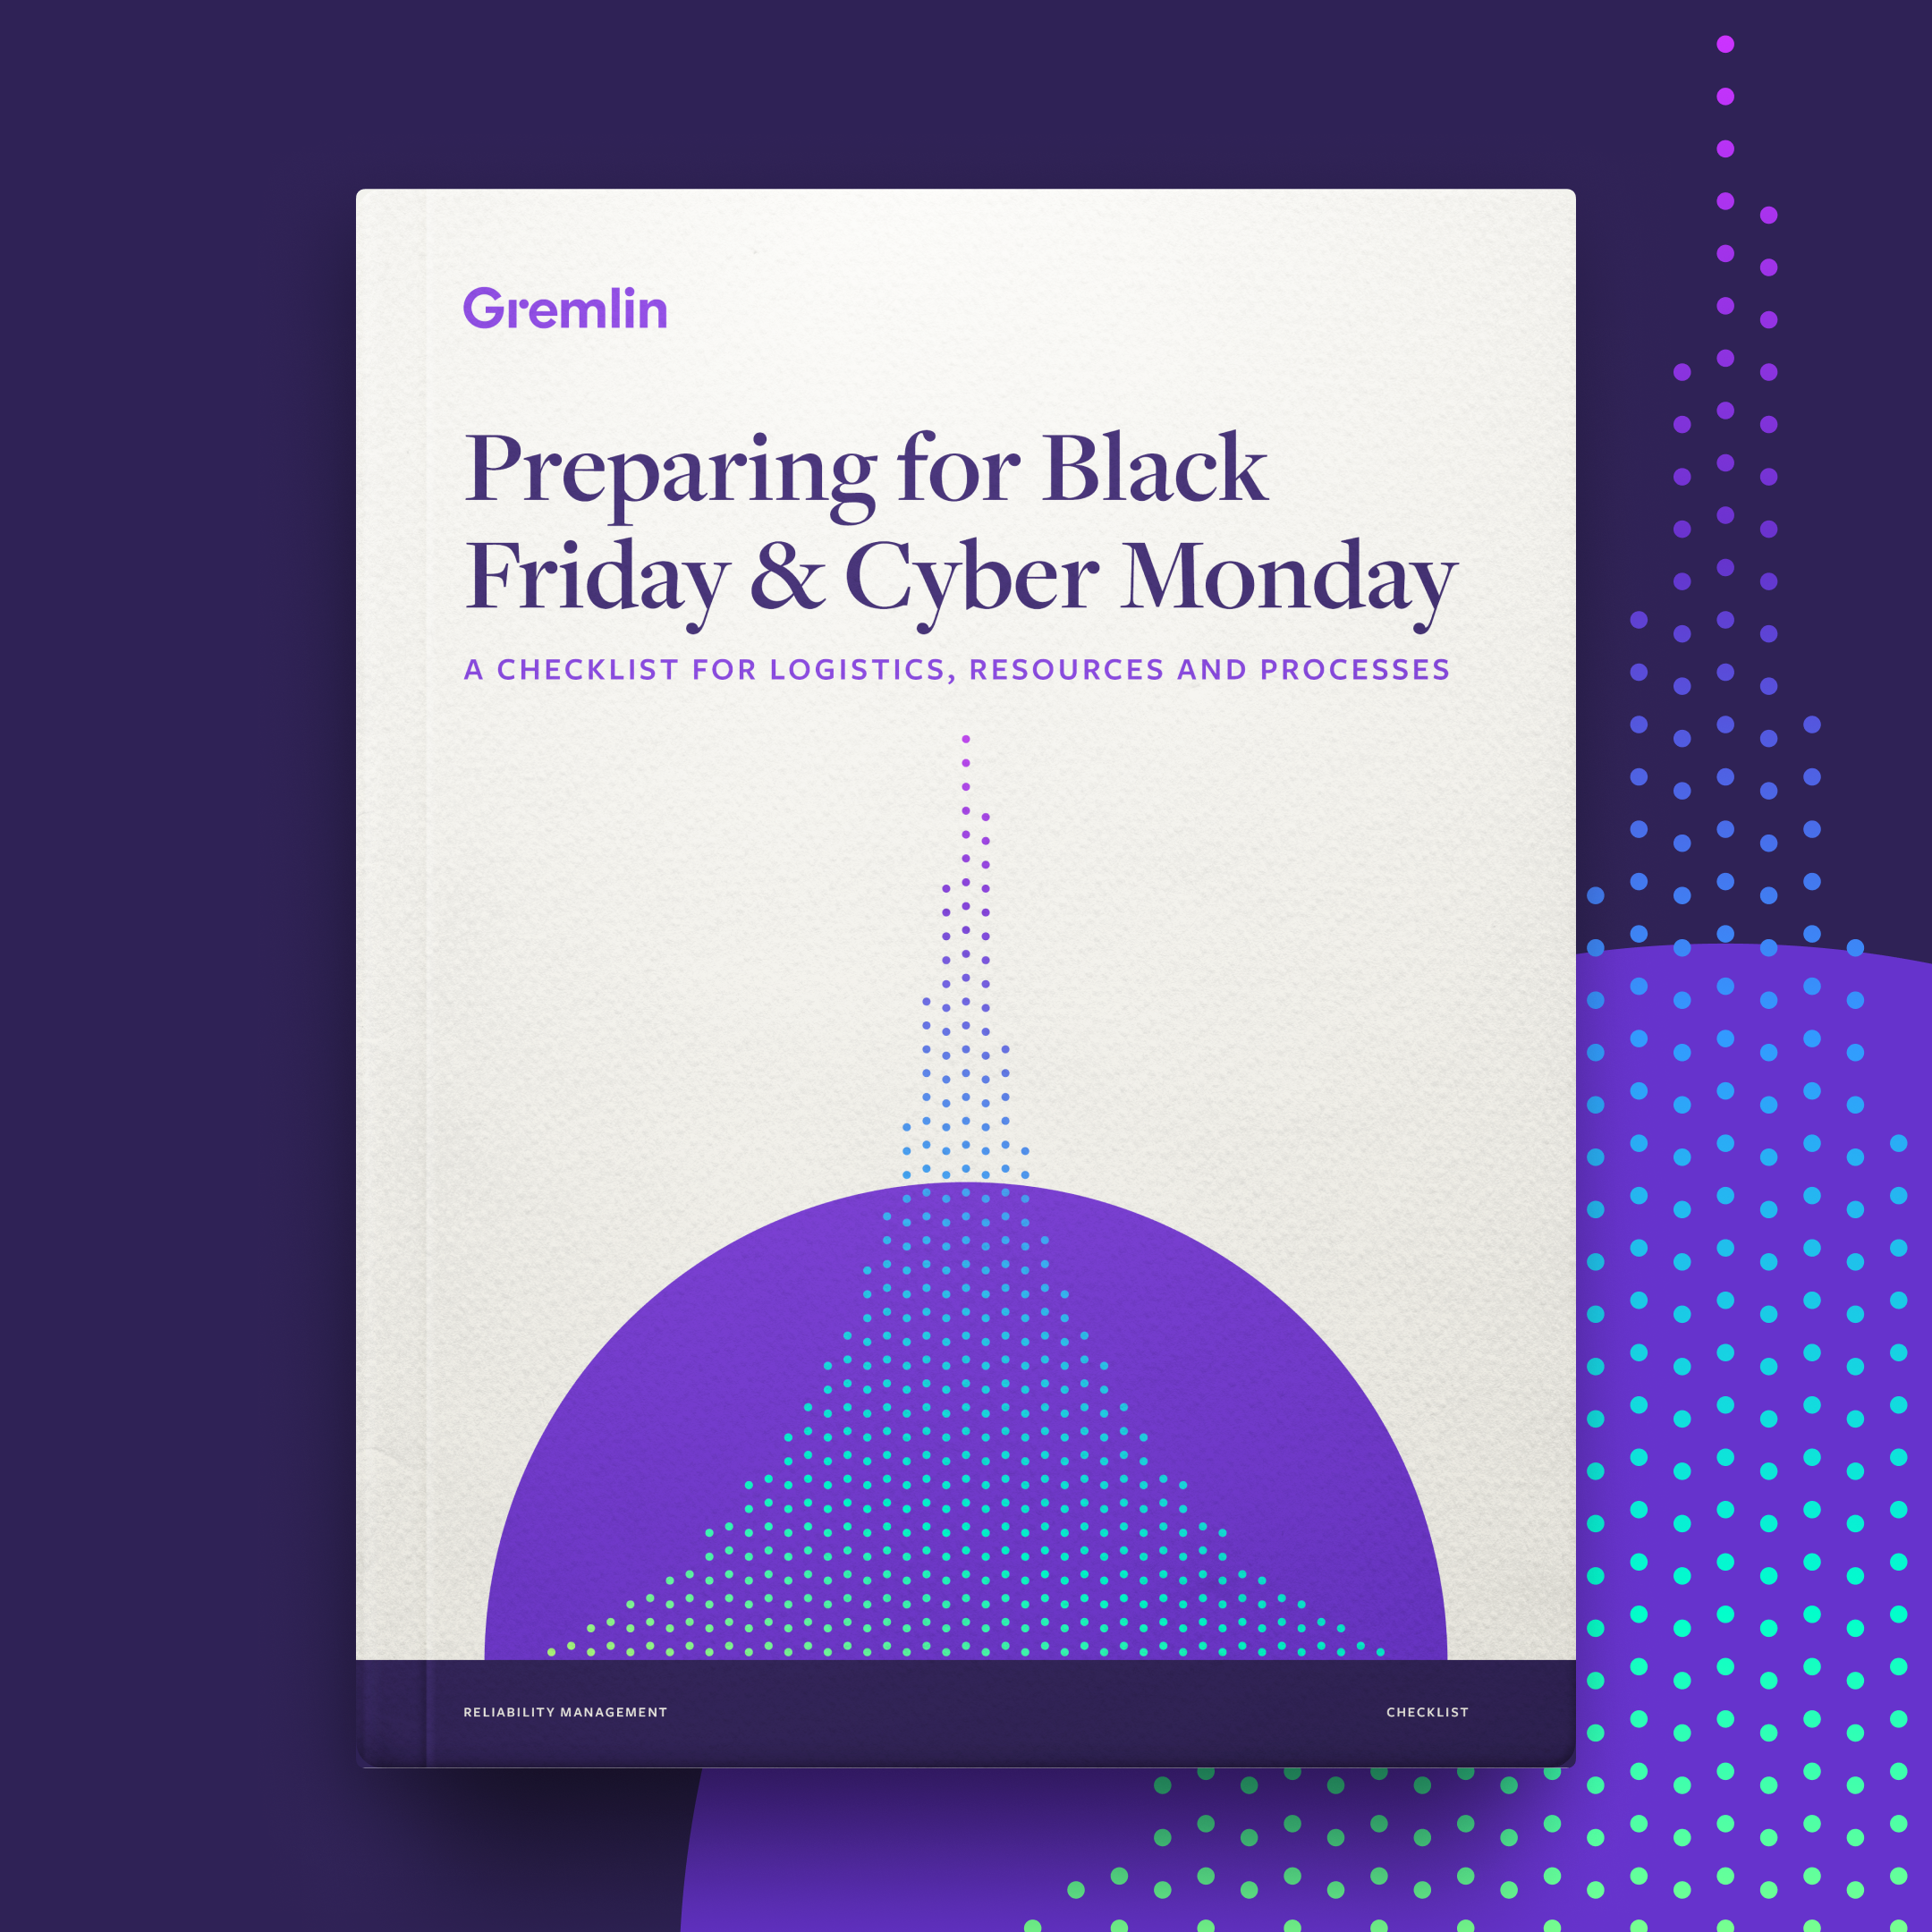 Gremlin
Preparing for Black
Friday & Cyber Monday
A CHECKLIST FOR LOGISTICS, RESOURCES AND PROCESSES
RELIABILITY MANAGEMENT
CHECKLIST